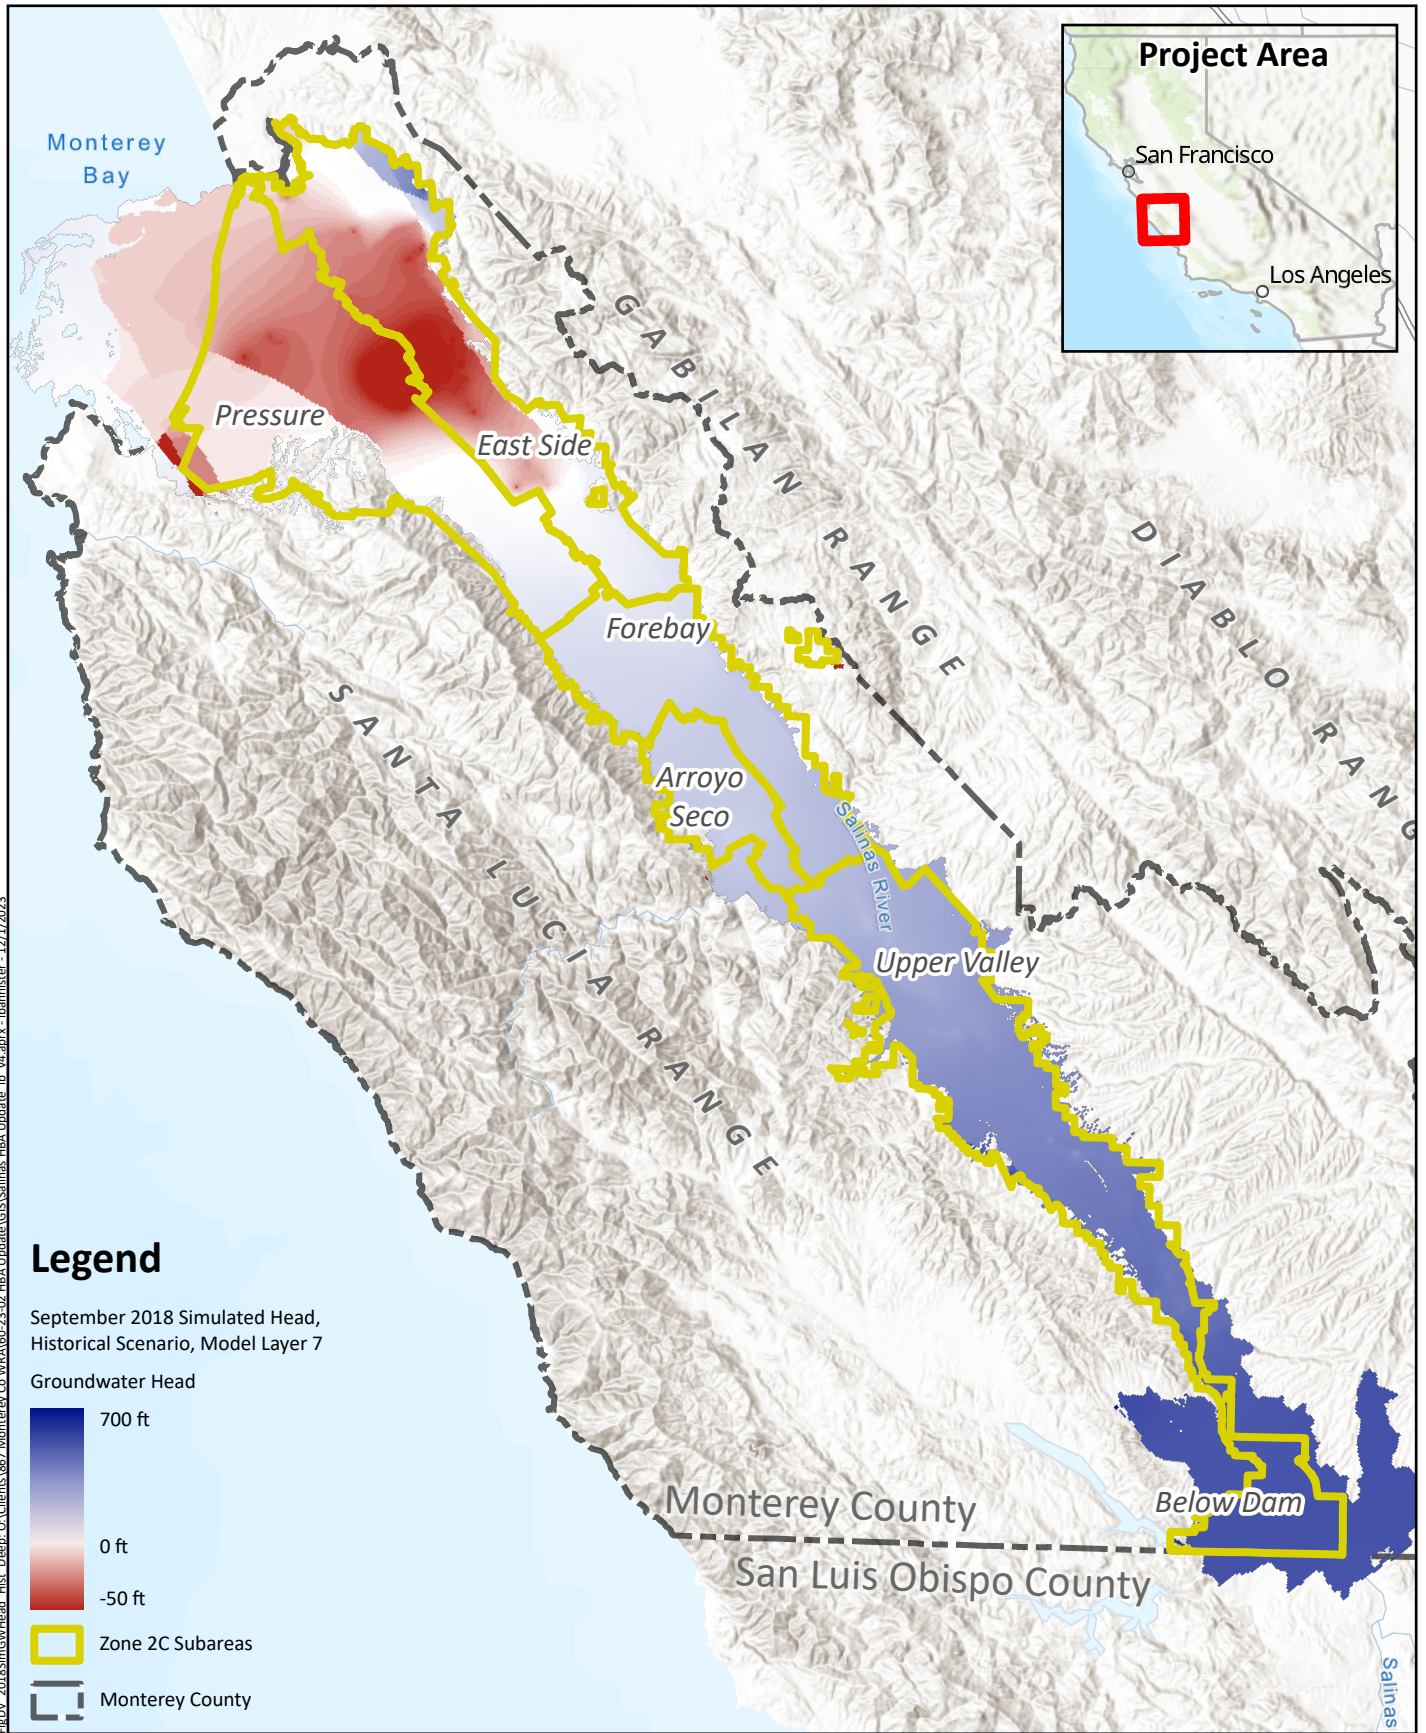 Project Area
San Francisco
Los Angeles
Monterey
Bay
GABILAN RANGE
DIABLO RANG
Pressure
East Side
Forebay
SANTA LUCIA RANGE
Arroyo
Seco
Salinas River
Upper Valley
Below Dam
Monterey County
San Luis Obispo County
Salinas
Legend
September 2018 Simulated Head,
Historical Scenario, Model Layer 7
Groundwater Head
700 ft
0 ft
-50 ft
Zone 2C Subareas
Monterey County